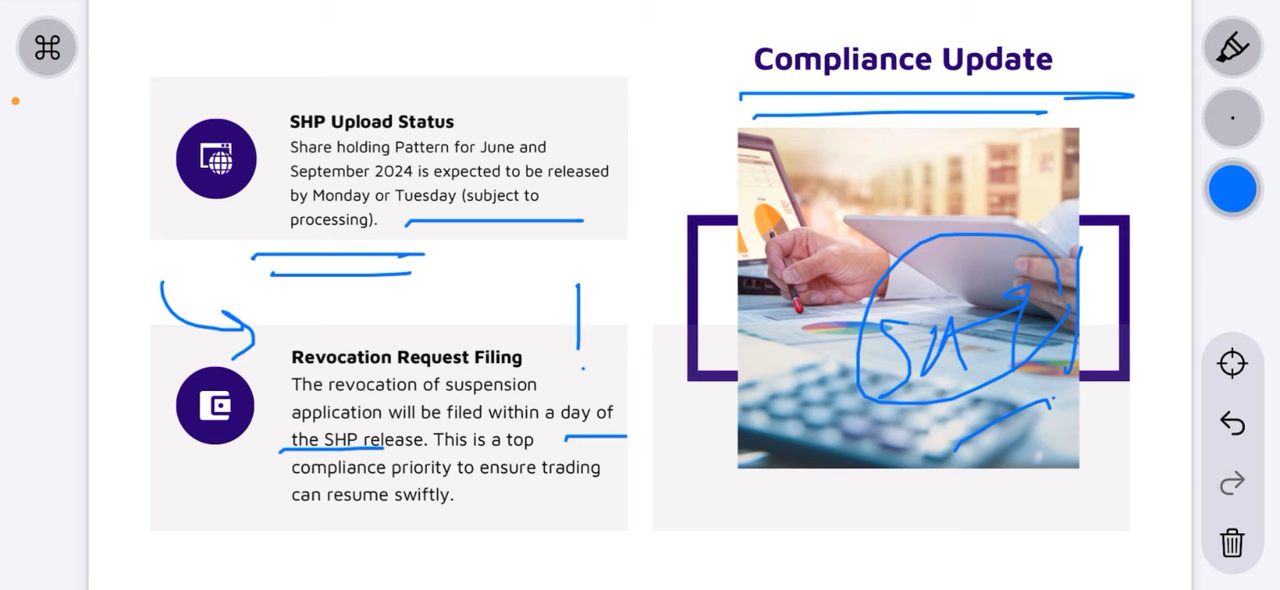 Compliance Update
SHP Upload Status
Share holding Pattern for June and
September 2024 is expected to be released
by Monday or Tuesday (subject to
processing).
Revocation Request Filing
The revocation of suspension
application will be filed within a day of
the SHP release. This is a top
compliance priority to ensure trading
can resume swiftly.